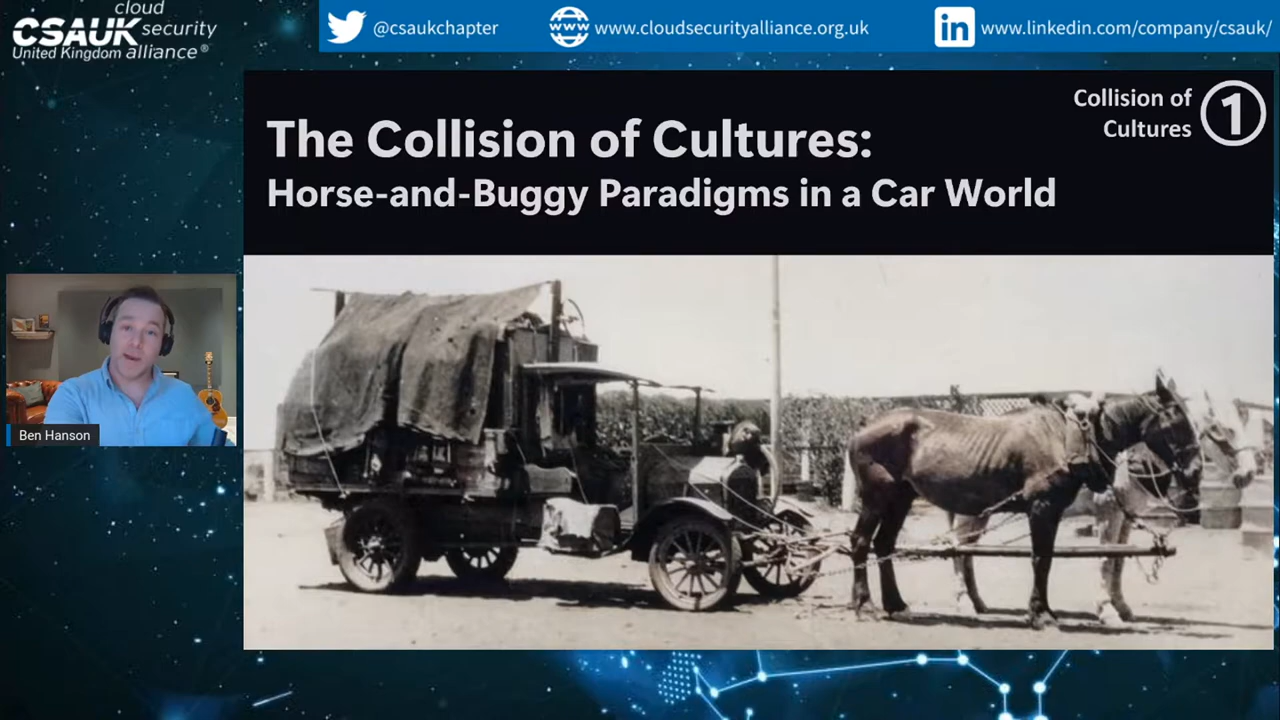 cloud
CSAUK security
United Kingdom alliance®
@csaukchapter
www.cloudsecurityalliance.org.uk
in www.linkedin.com/company/csauk/
Collision of
Cultures
1
The Collision of Cultures:
Horse-and-Buggy Paradigms in a Car World
Ben Hanson